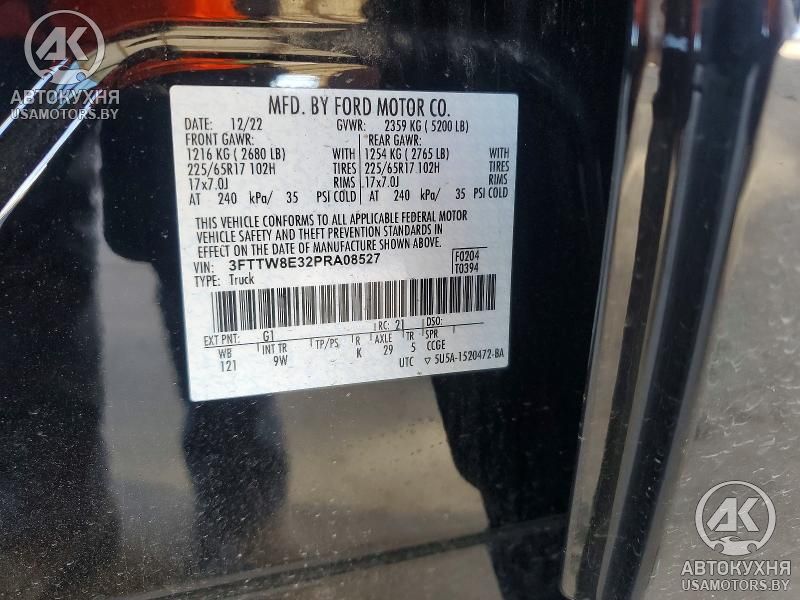 АК
АВТОКУХНЯ
USAMOTORS.BY
MFD. BY FORD MOTOR CO.
DATE: 12/22 GVWR: 2359 KG ( 5200 LB)
FRONT GAWR: REAR GAWR:
1216 KG ( 2680 LB) WITH 1254 KG ( 2765 LB) WITH
225/65R17 102H TIRES 225/65R17 102H TIRES
17x7.0J RIMS 17x7.0J RIMS
AT 240 kPa/ 35 PSI COLD AT 240 kPa/ 35 PSI COLD
THIS VEHICLE CONFORMS TO ALL APPLICABLE FEDERAL MOTOR
VEHICLE SAFETY AND THEFT PREVENTION STANDARDS IN
EFFECT ON THE DATE OF MANUFACTURE SHOWN ABOVE.
VIN: 3FTTW8E32PRA08527 F0204
TYPE: Truck T0394
EXT PNT: G1 RC: 21 DSO:
WB INT TR TP/PS R AXLE TR SPR
121 9W K 29 5 CCGE
UTC ▽ 5U5A-1520472-BA
АК
АВТОКУХНЯ
USAMOTORS.BY